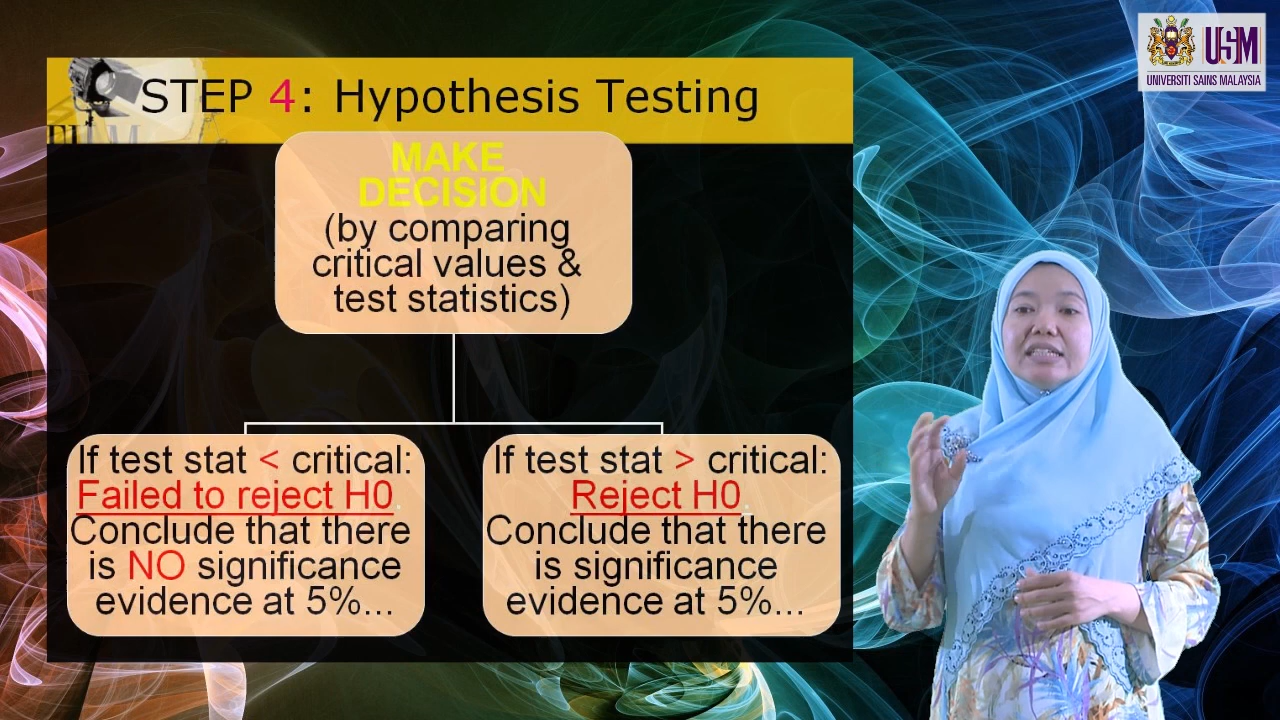 USM
UNIVERSITI SAINS MALAYSIA
STEP 4: Hypothesis Testing
FILM
MAKE
DECISION
(by comparing
critical values &
test statistics)
If test stat < critical:
Failed to reject H0.
Conclude that there
is NO significance
evidence at 5%...
If test stat > critical:
Reject H0.
Conclude that there
is significance
evidence at 5%...